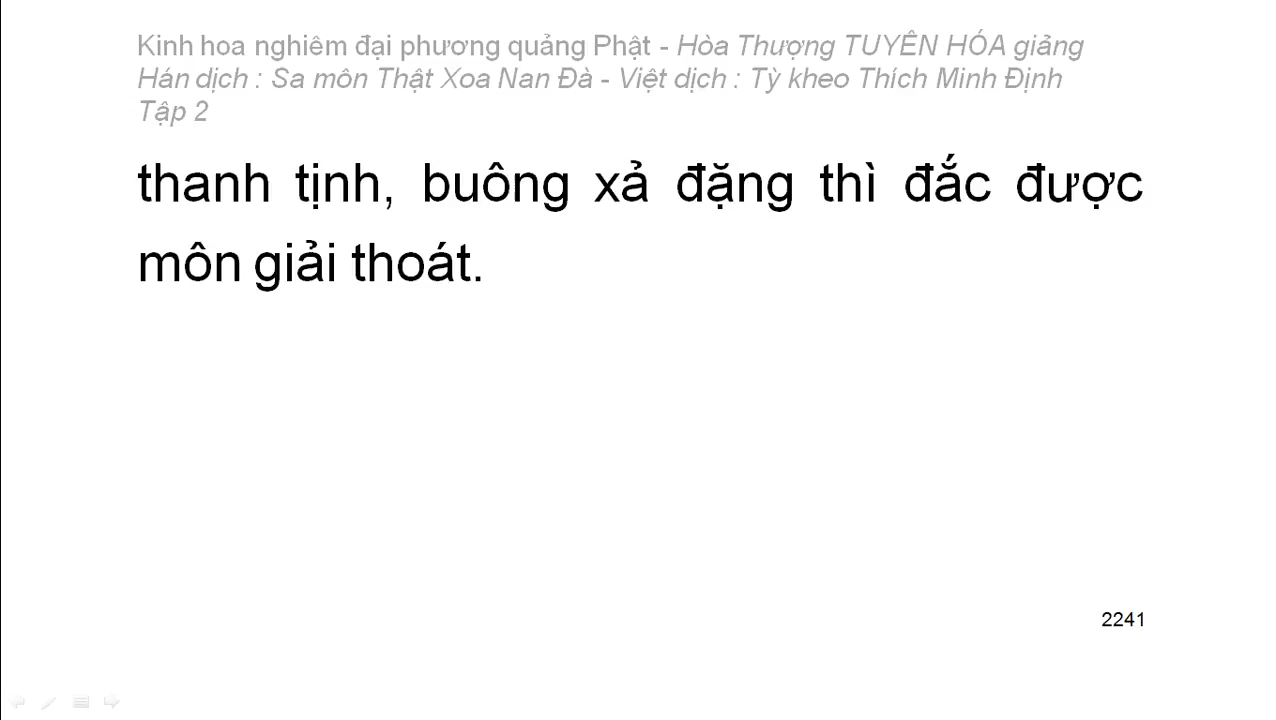 Kinh hoa nghiêm đại phương quảng Phật - Hòa Thượng TUYÊN HÓA giảng
Hán dịch : Sa môn Thật Xoa Nan Đà - Việt dịch : Tỳ kheo Thích Minh Định
Tập 2
thanh tịnh, buông xả đặng thì đắc được
môn giải thoát.
2241